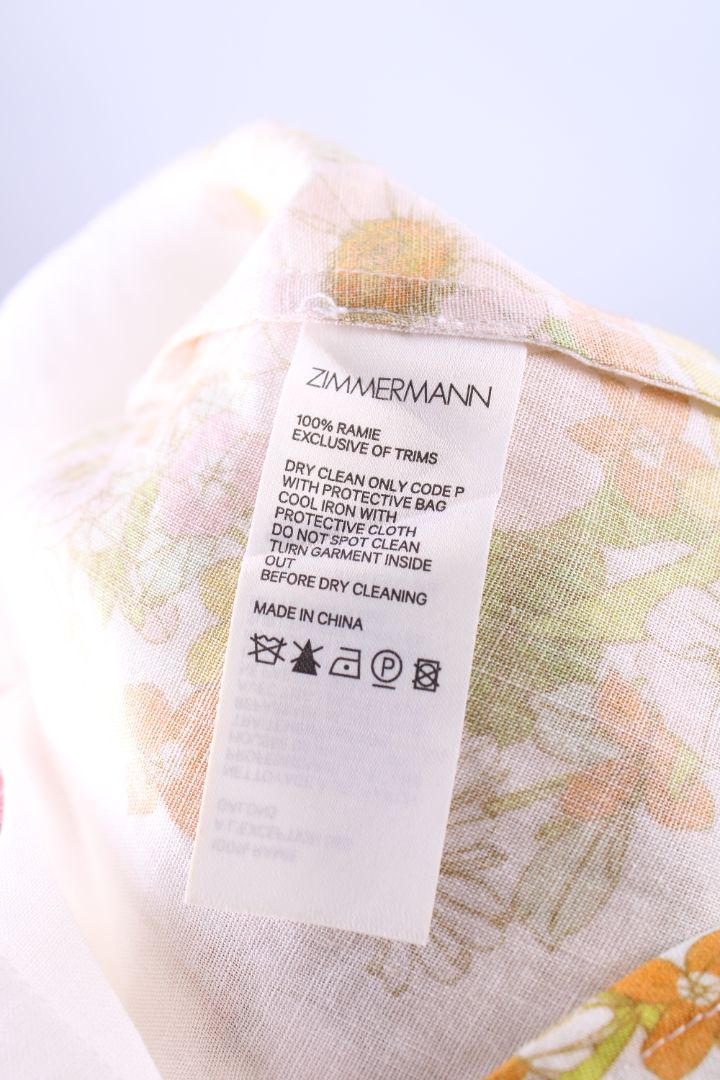 ZIMMERMANN
100% RAMIE
EXCLUSIVE OF TRIMS
DRY CLEAN ONLY CODE P
WITH PROTECTIVE BAG
COOL IRON WITH
PROTECTIVE CLOTH
DO NOT SPOT CLEAN
TURN GARMENT INSIDE
OUT
BEFORE DRY CLEANING
MADE IN CHINA
P